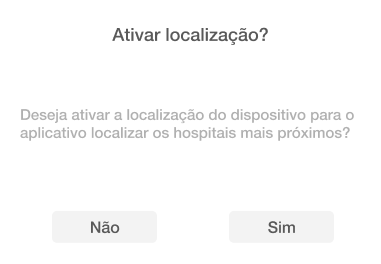 Ativar localização?
Deseja ativar a localização do dispositivo para o
aplicativo localizar os hospitais mais próximos?
Não
Sim